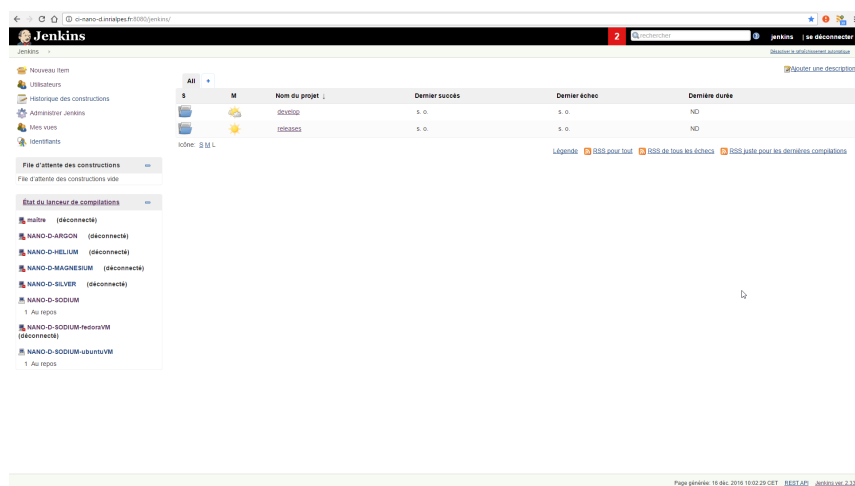 ci-nano-d.inrialpes.fr:8080/jenkins/
Jenkins
2
rechercher
jenkins | se déconnecter
Jenkins
Désactiver le rafraîchissement automatique
Nouveau Item
Utilisateurs
Historique des constructions
Administrer Jenkins
Mes vues
Identifiants
File d'attente des constructions
File d'attente des constructions vide
État du lanceur de compilations
maître (déconnecté)
NANO-D-ARGON (déconnecté)
NANO-D-HELIUM (déconnecté)
NANO-D-MAGNESIUM (déconnecté)
NANO-D-SILVER (déconnecté)
NANO-D-SODIUM
1 Au repos
NANO-D-SODIUM-fedoraVM
(déconnecté)
NANO-D-SODIUM-ubuntuVM
1 Au repos
Ajouter une description
All +
S M Nom du projet ↓ Dernier succès Dernier échec Dernière durée
develop s. o. s. o. ND
releases s. o. s. o. ND
Icône: S M L
Légende RSS pour tout RSS de tous les échecs RSS juste pour les dernières compilations
Page générée: 16 déc. 2016 10:02:29 CET REST API Jenkins ver. 2.33